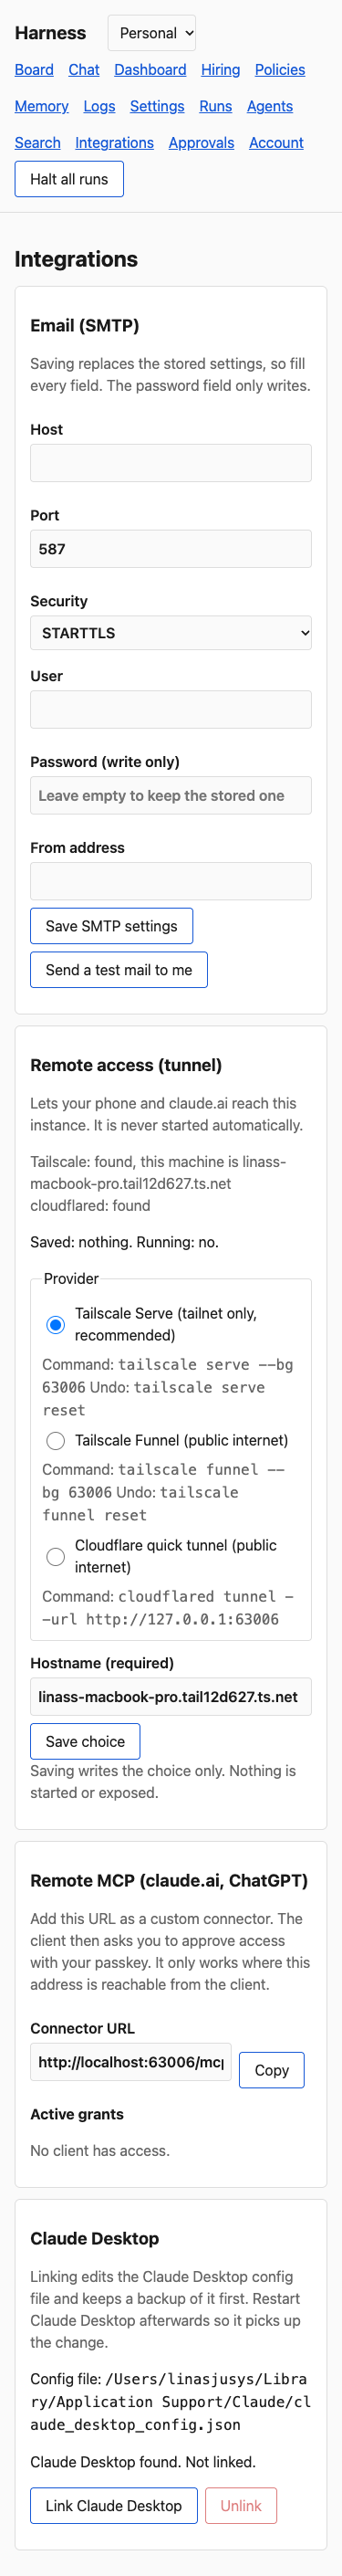 Harness Personal
Board Chat Dashboard Hiring Policies
Memory Logs Settings Runs Agents
Search Integrations Approvals Account
Halt all runs
Integrations
Email (SMTP)
Saving replaces the stored settings, so fill
every field. The password field only writes.
Host
Port
587
Security
STARTTLS
User
Password (write only)
Leave empty to keep the stored one
From address
Save SMTP settings
Send a test mail to me
Remote access (tunnel)
Lets your phone and claude.ai reach this
instance. It is never started automatically.
Tailscale: found, this machine is linass-
macbook-pro.tail12d627.ts.net
cloudflared: found
Saved: nothing. Running: no.
Provider
Tailscale Serve (tailnet only,
recommended)
Command: tailscale serve --bg
63006 Undo: tailscale serve
reset
Tailscale Funnel (public internet)
Command: tailscale funnel --
bg 63006 Undo: tailscale
funnel reset
Cloudflare quick tunnel (public
internet)
Command: cloudflared tunnel -
-url http://127.0.0.1:63006
Hostname (required)
linass-macbook-pro.tail12d627.ts.net
Save choice
Saving writes the choice only. Nothing is
started or exposed.
Remote MCP (claude.ai, ChatGPT)
Add this URL as a custom connector. The
client then asks you to approve access
with your passkey. It only works where this
address is reachable from the client.
Connector URL
http://localhost:63006/mcp Copy
Active grants
No client has access.
Claude Desktop
Linking edits the Claude Desktop config
file and keeps a backup of it first. Restart
Claude Desktop afterwards so it picks up
the change.
Config file: /Users/linasjusys/Libra
ry/Application Support/Claude/cl
aude_desktop_config.json
Claude Desktop found. Not linked.
Link Claude Desktop Unlink